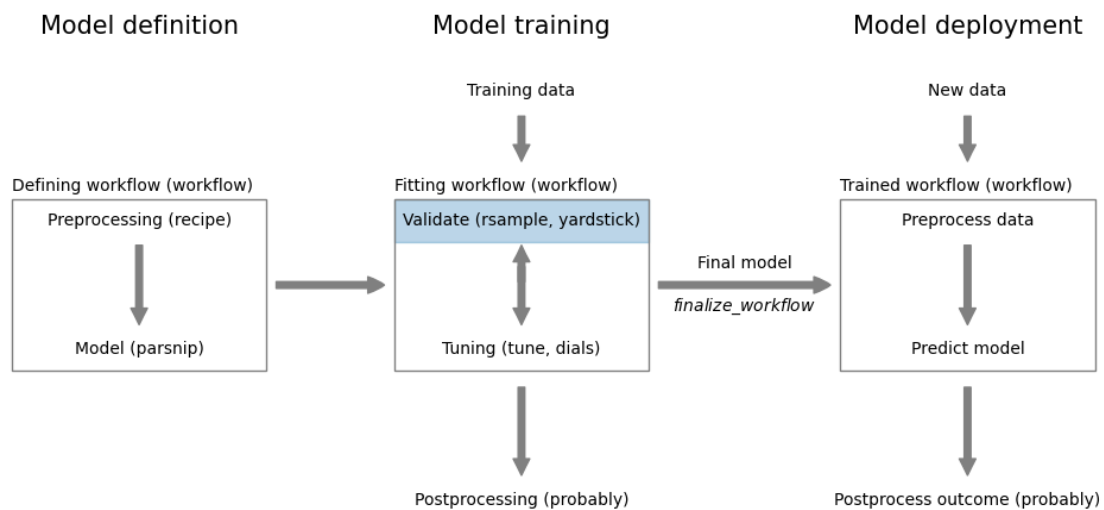 Model definition
Model training
Model deployment
Training data
New data
Defining workflow (workflow)
Fitting workflow (workflow)
Trained workflow (workflow)
Preprocessing (recipe)
Validate (rsample, yardstick)
Preprocess data
Final model
finalize_workflow
Model (parsnip)
Tuning (tune, dials)
Predict model
Postprocessing (probably)
Postprocess outcome (probably)